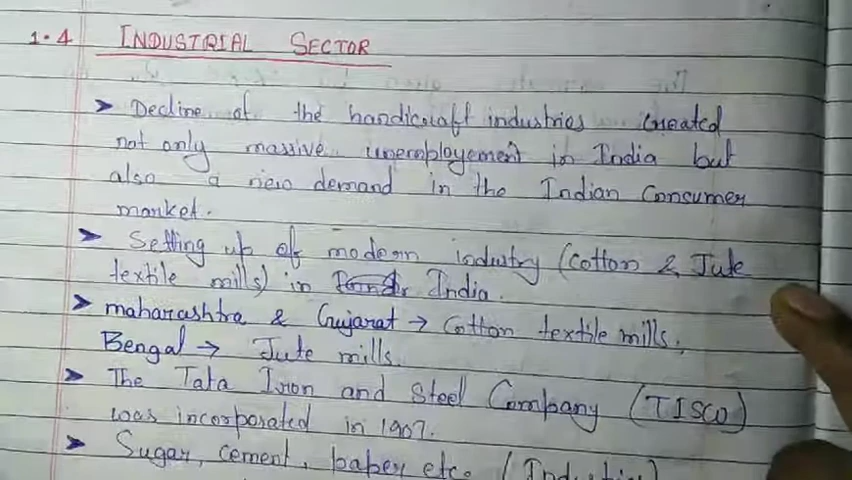 1.4 INDUSTRIAL SECTOR
➤ Decline of the handicraft industries created
not only massive unemployement in India but
also a new demand in the Indian Consumer
market.
➤ Setting up of modern industry (Cotton & Jute
textile mills) in India.
➤ maharashtra & Gujarat → Cotton textile mills.
Bengal → Jute mills.
➤ The Tata Iron and Steel Company (TISCO)
was incorporated in 1907.
➤ Sugar, cement, paper etc. (Industries)